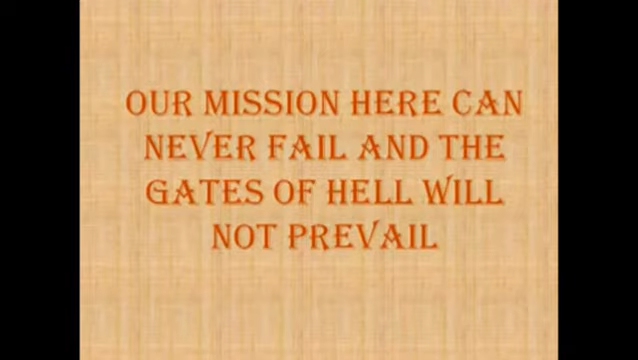 OUR MISSION HERE CAN
NEVER FAIL AND THE
GATES OF HELL WILL
NOT PREVAIL